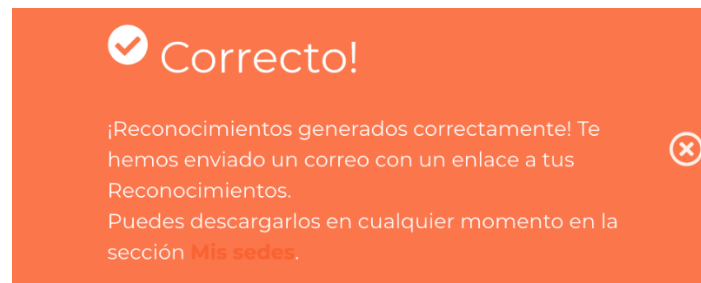 Correcto!
¡Reconocimientos generados correctamente! Te
hemos enviado un correo con un enlace a tus
Reconocimientos.
Puedes descargarlos en cualquier momento en la
sección Mis sedes.